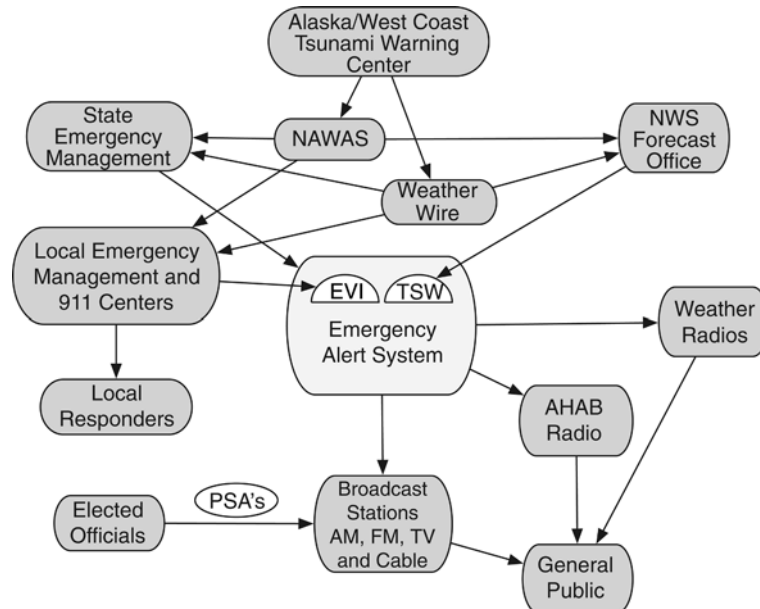 Alaska/West Coast
Tsunami Warning
Center
State
Emergency
Management
NAWAS
NWS
Forecast
Office
Weather
Wire
Local Emergency
Management and
911 Centers
EVI
TSW
Emergency
Alert System
Weather
Radios
Local
Responders
AHAB
Radio
PSA's
Elected
Officials
Broadcast
Stations
AM, FM, TV
and Cable
General
Public